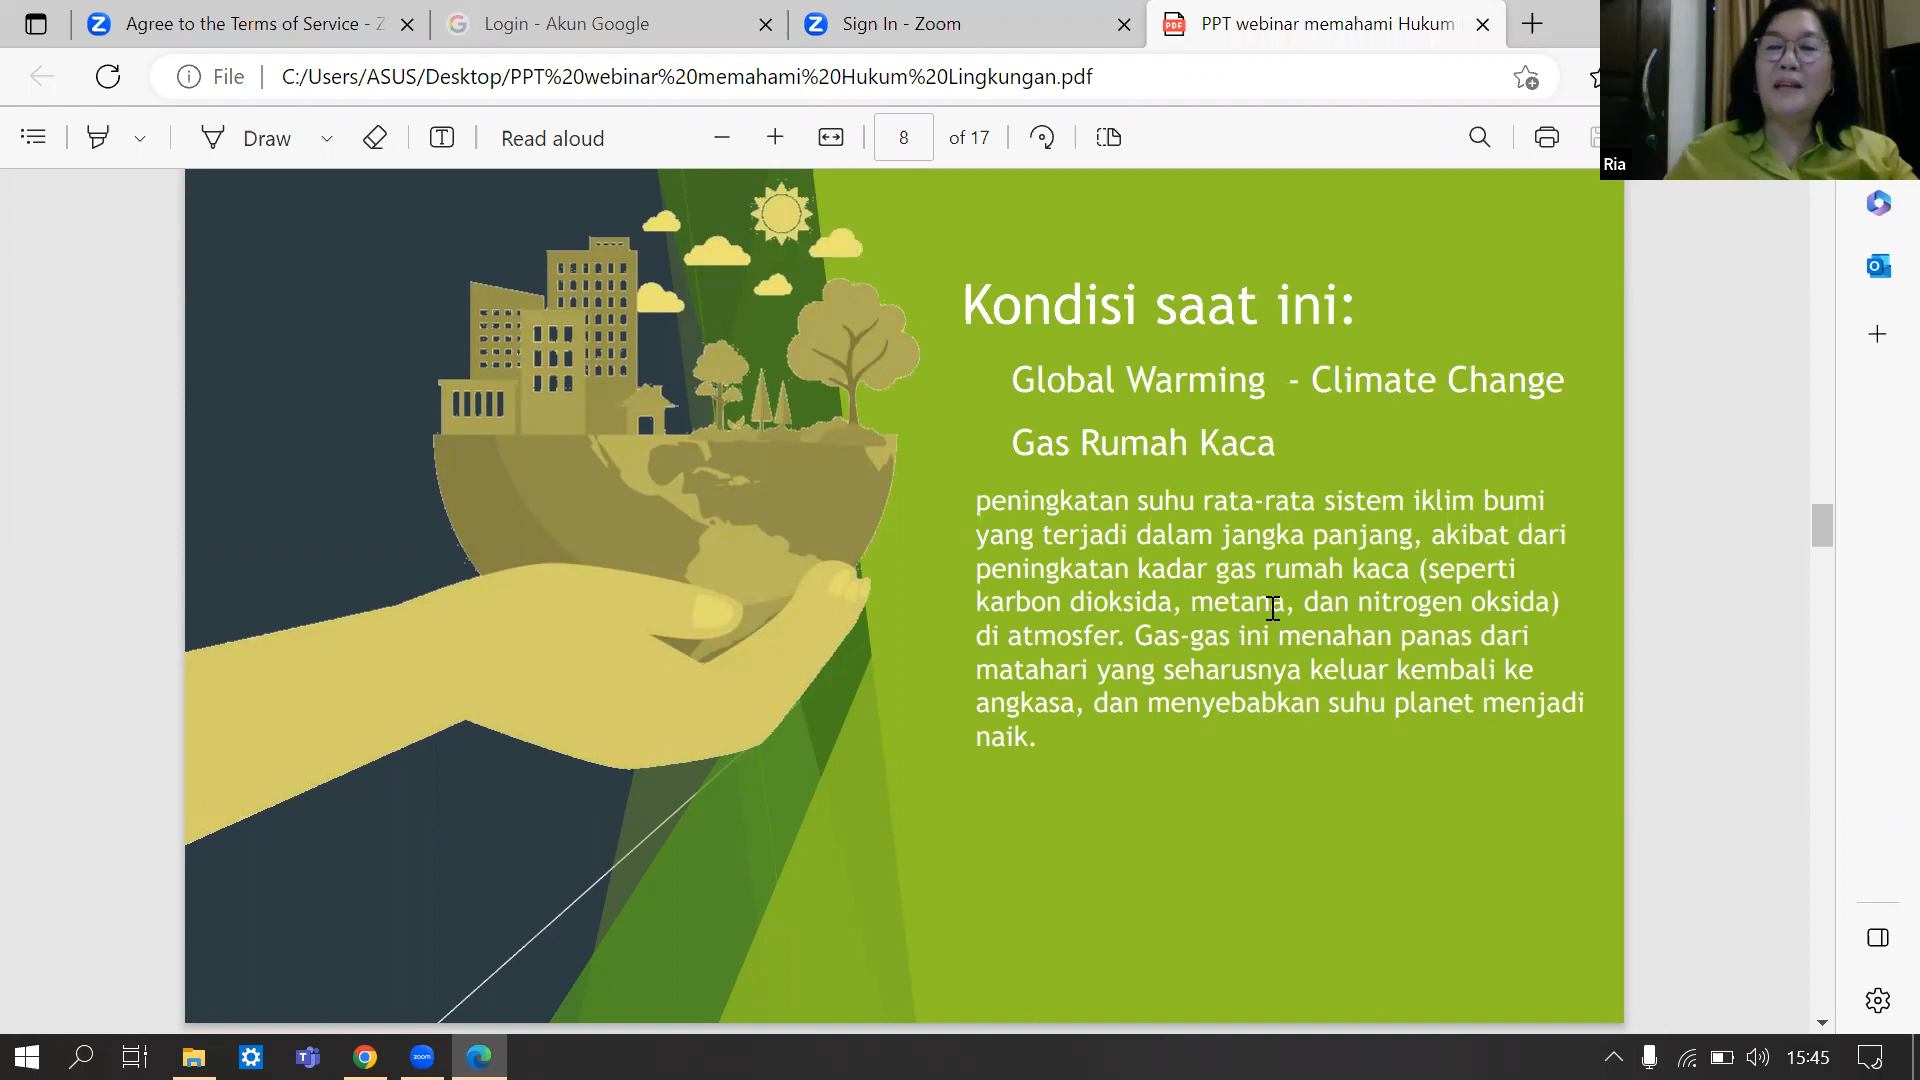 Agree to the Terms of Service - Z
Login - Akun Google
Sign In - Zoom
PPT webinar memahami Hukum
File
C:/Users/ASUS/Desktop/PPT%20webinar%20memahami%20Hukum%20Lingkungan.pdf
Draw
Read aloud
8 of 17
Ria
Kondisi saat ini:
Global Warming - Climate Change
Gas Rumah Kaca
peningkatan suhu rata-rata sistem iklim bumi
yang terjadi dalam jangka panjang, akibat dari
peningkatan kadar gas rumah kaca (seperti
karbon dioksida, metana, dan nitrogen oksida)
di atmosfer. Gas-gas ini menahan panas dari
matahari yang seharusnya keluar kembali ke
angkasa, dan menyebabkan suhu planet menjadi
naik.
zoom
15:45